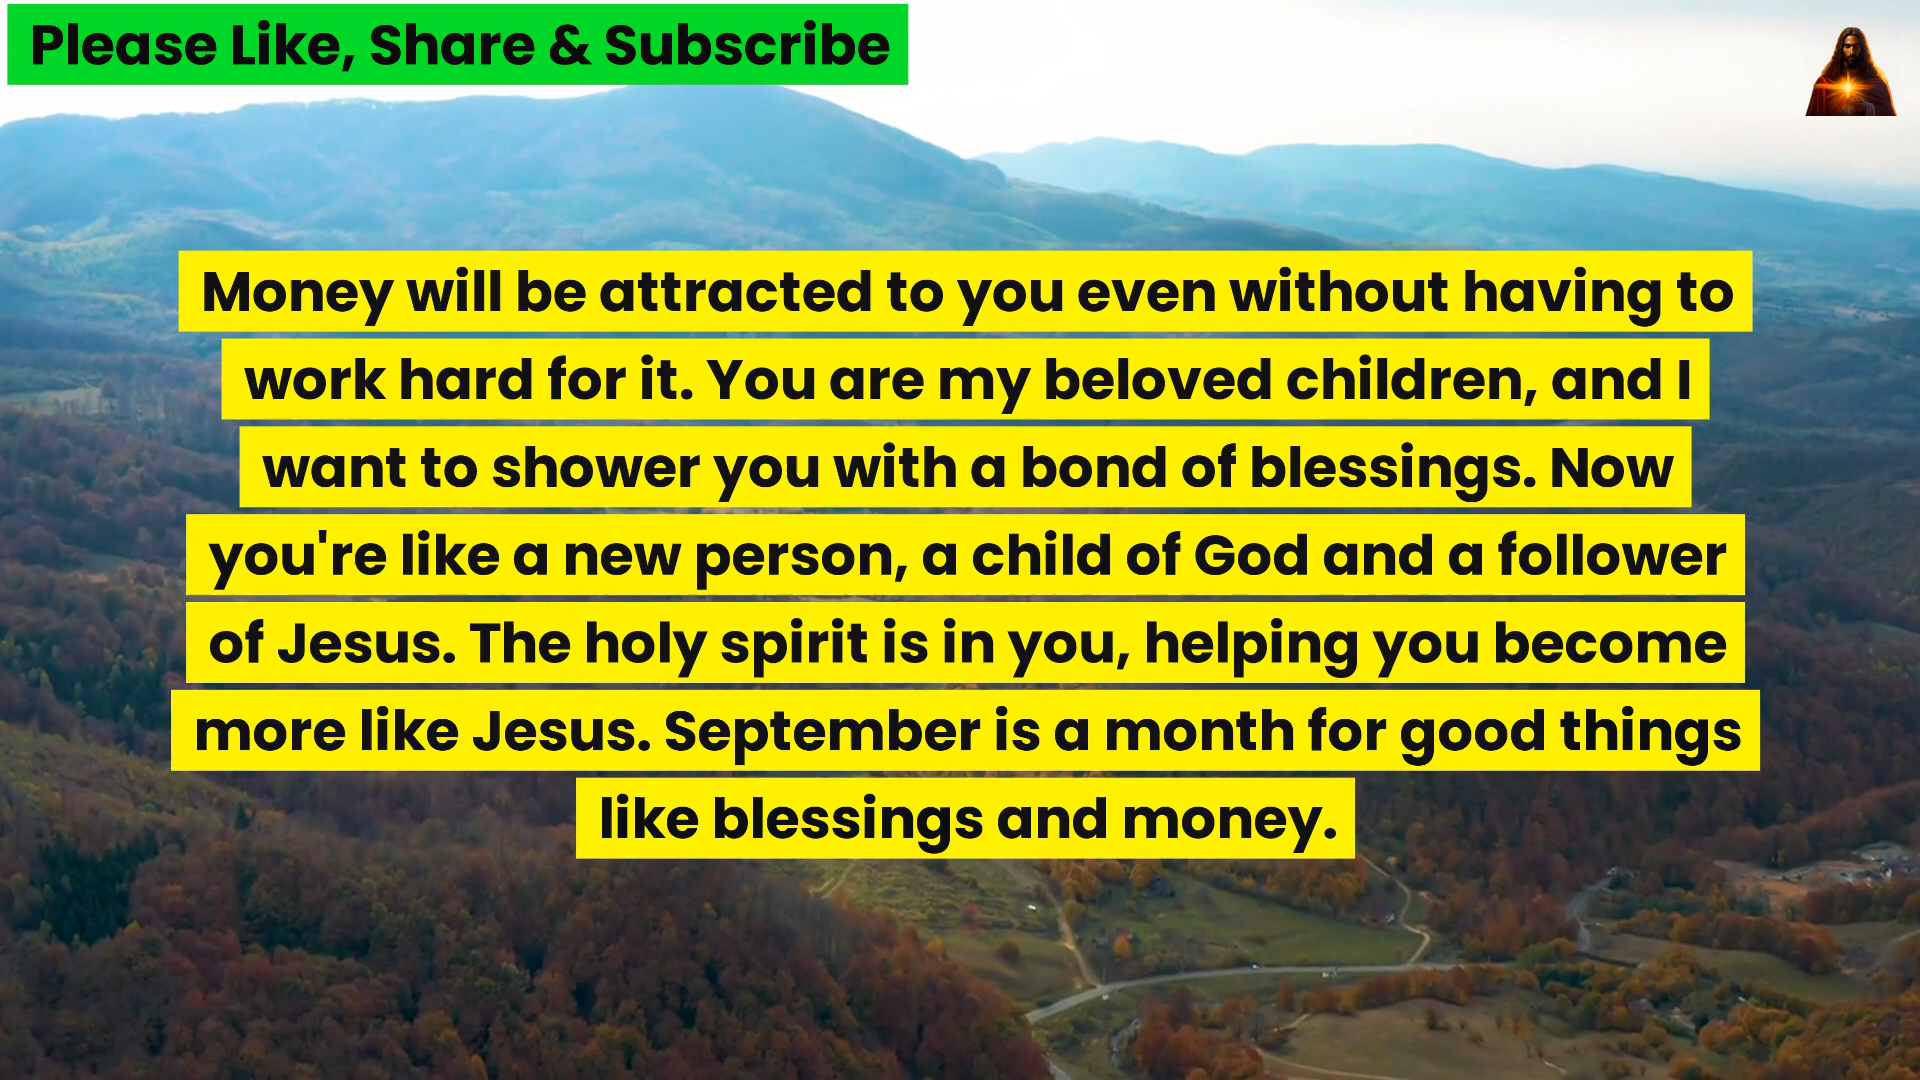 Please Like, Share & Subscribe
Money will be attracted to you even without having to
work hard for it. You are my beloved children, and I
want to shower you with a bond of blessings. Now
you're like a new person, a child of God and a follower
of Jesus. The holy spirit is in you, helping you become
more like Jesus. September is a month for good things
like blessings and money.